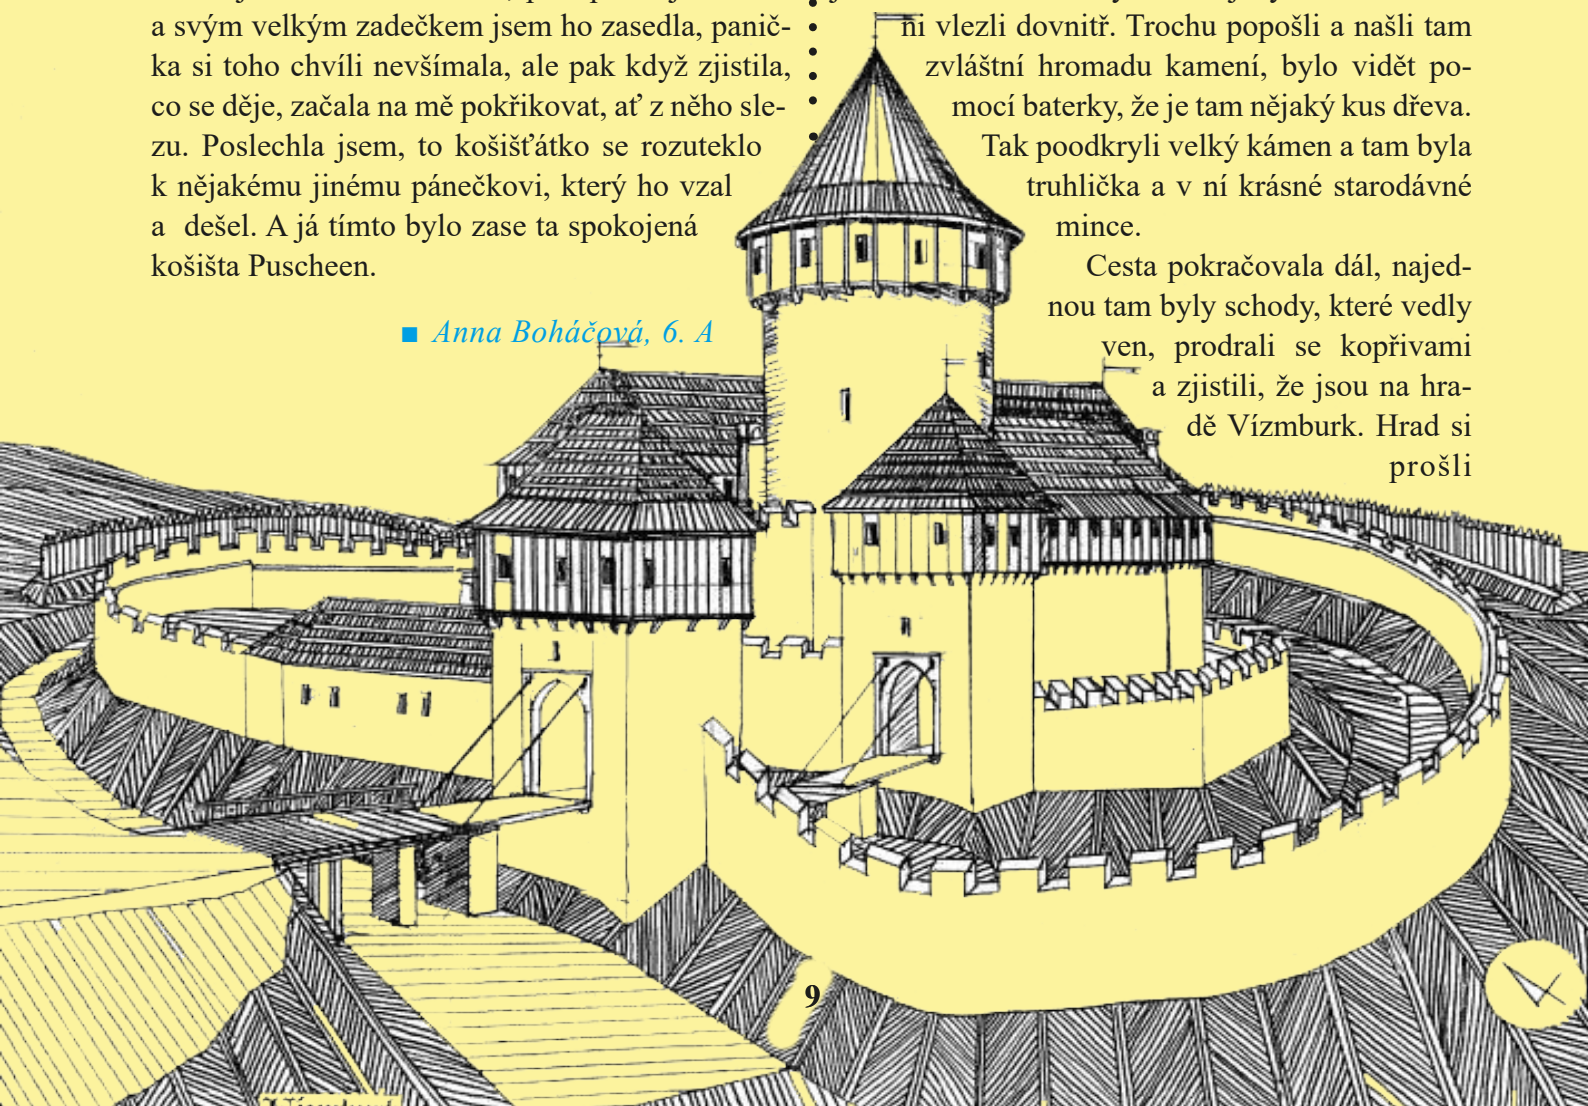 a svým velkým zadečkem jsem ho zasedla, panič-
ka si toho chvíli nevšímala, ale pak když zjistila,
co se děje, začala na mě pokřikovat, ať z něho sle-
zu. Poslechla jsem, to košišťátko se rozuteklo
k nějakému jinému pánečkovi, který ho vzal
a dešel. A já tímto bylo zase ta spokojená
košišta Puscheen.
■ Anna Boháčová, 6. A
ni vlezli dovnitř. Trochu popošli a našli tam
zvláštní hromadu kamení, bylo vidět po-
mocí baterky, že je tam nějaký kus dřeva.
Tak poodkryli velký kámen a tam byla
truhlička a v ní krásné starodávné
mince.
Cesta pokračovala dál, najed-
nou tam byly schody, které vedly
ven, prodrali se kopřivami
a zjistili, že jsou na hra-
dě Vízmburk. Hrad si
prošli
9